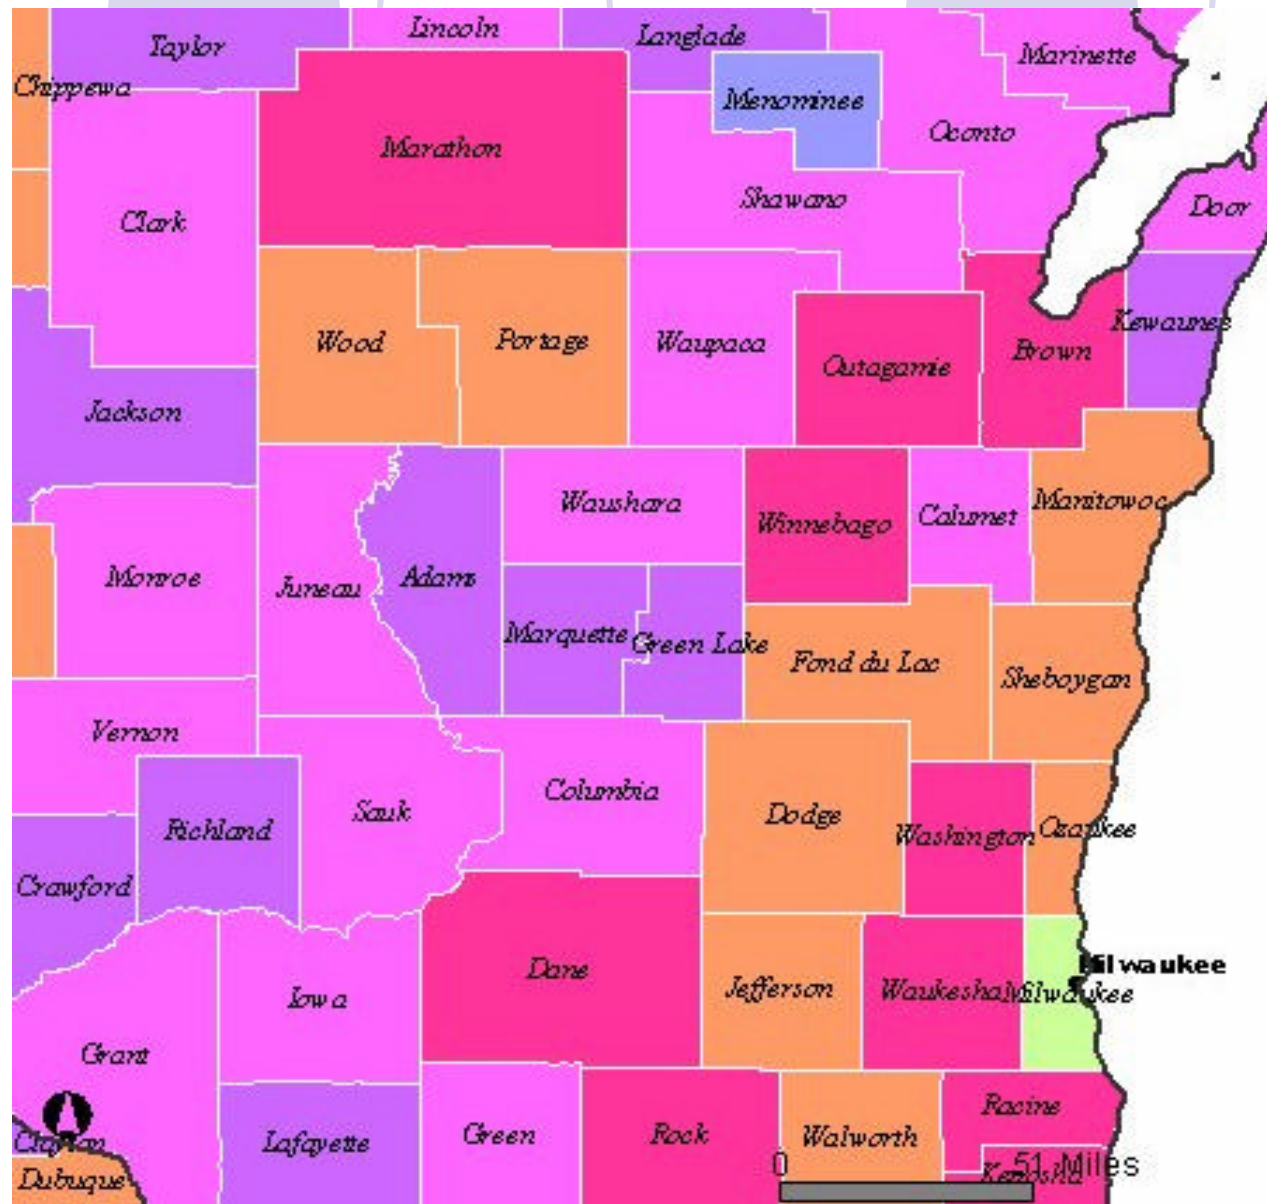 Lincoln
Taylor
Langlade
Marinette
Chippewa
Menominee
Oconto
Marathon
Shawano
Door
Clark
Kewaunee
Wood
Portage
Waupaca
Brown
Outagamie
Jackson
Manitowoc
Waushara
Calumet
Winnebago
Monroe
Juneau
Adams
Marquette
Green Lake
Fond du Lac
Sheboygan
Vernon
Columbia
Sauk
Dodge
Richland
Washington
Ozaukee
Crawford
Milwaukee
Dane
Jefferson
Waukesha
Milwaukee
Iowa
Grant
Racine
Green
Rock
Walworth
Clayton
Lafayette
0
51 Miles
Kenosha
Dubuque